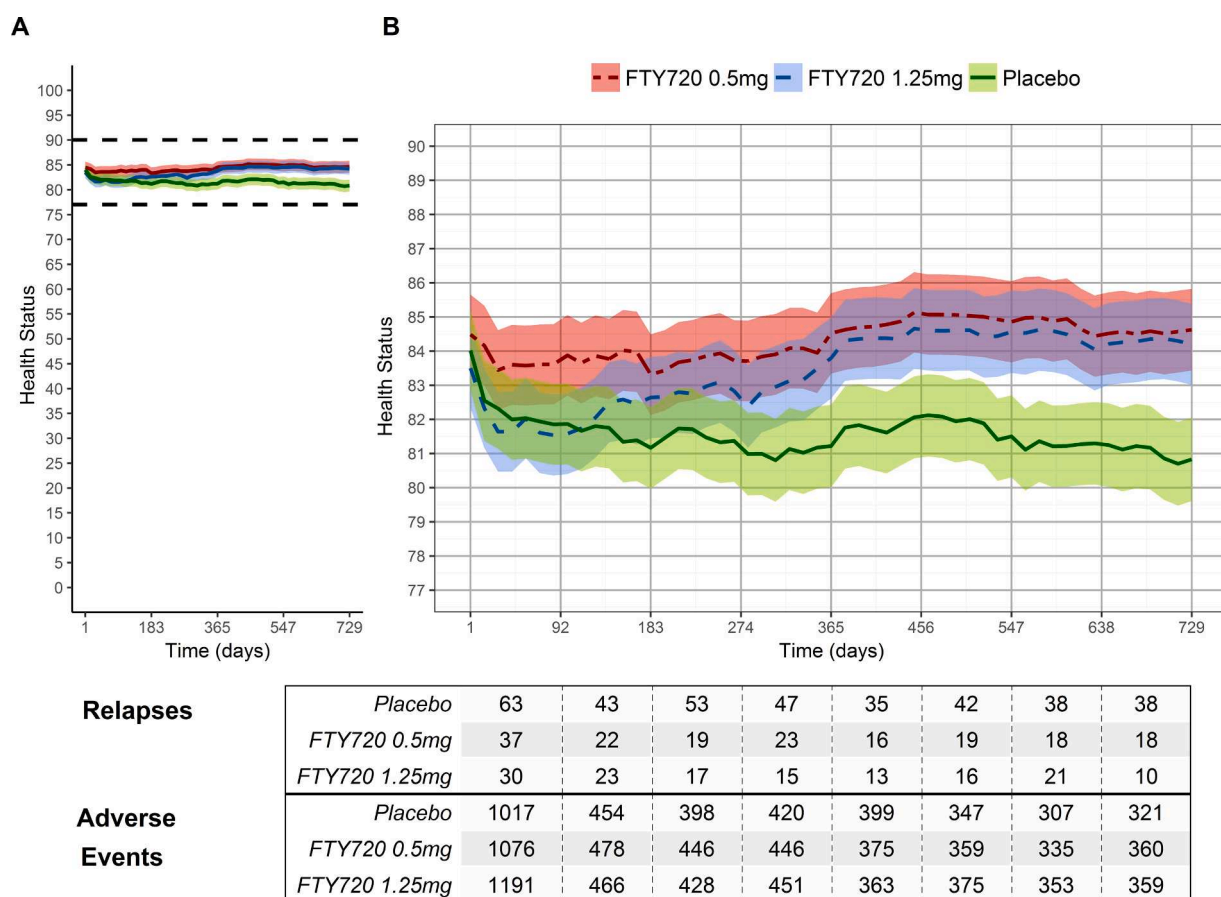 A
B
FTY720 0.5mg FTY720 1.25mg Placebo
100
95
90
85
80
75
70
65
60
55
50
45
40
35
30
25
20
15
10
5
0
Health Status
1 183 365 547 729
Time (days)
90
89
88
87
86
85
84
83
82
81
80
79
78
77
Health Status
1 92 183 274 365 456 547 638 729
Time (days)
Relapses
Placebo 63 43 53 47 35 42 38 38
FTY720 0.5mg 37 22 19 23 16 19 18 18
FTY720 1.25mg 30 23 17 15 13 16 21 10
Adverse
Events
Placebo 1017 454 398 420 399 347 307 321
FTY720 0.5mg 1076 478 446 446 375 359 335 360
FTY720 1.25mg 1191 466 428 451 363 375 353 359